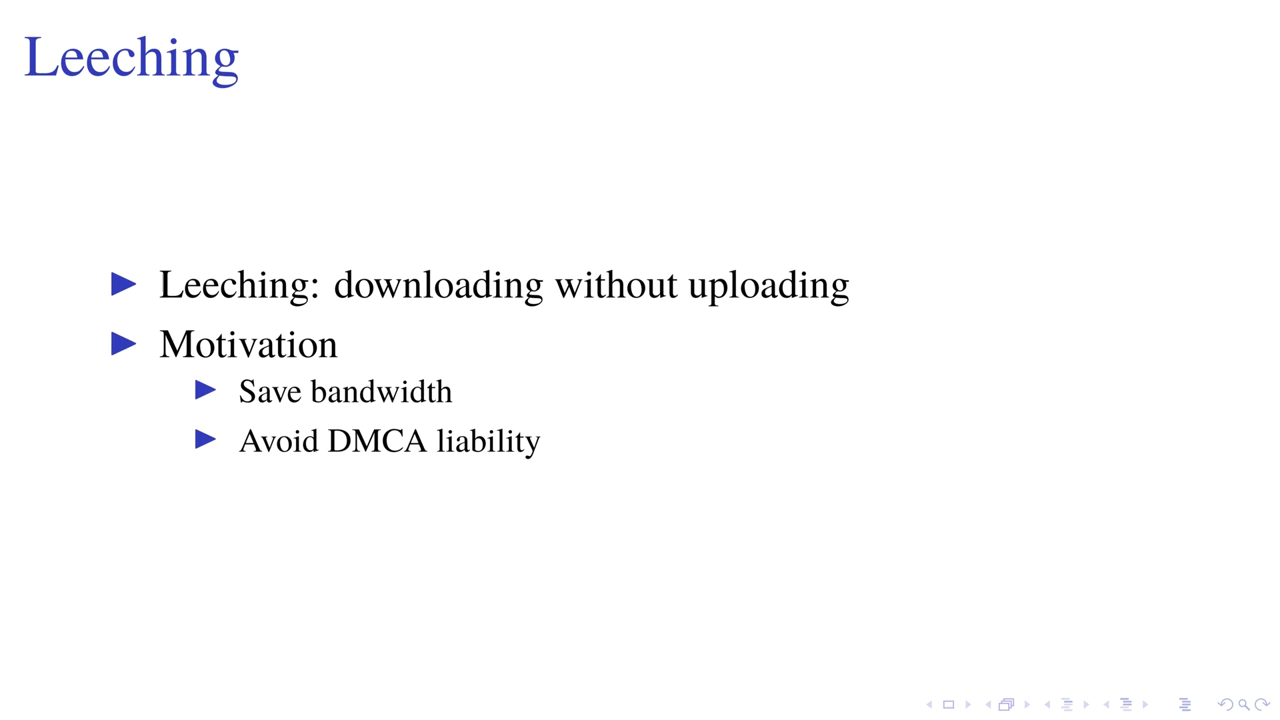 Leeching
Leeching: downloading without uploading
Motivation
Save bandwidth
Avoid DMCA liability